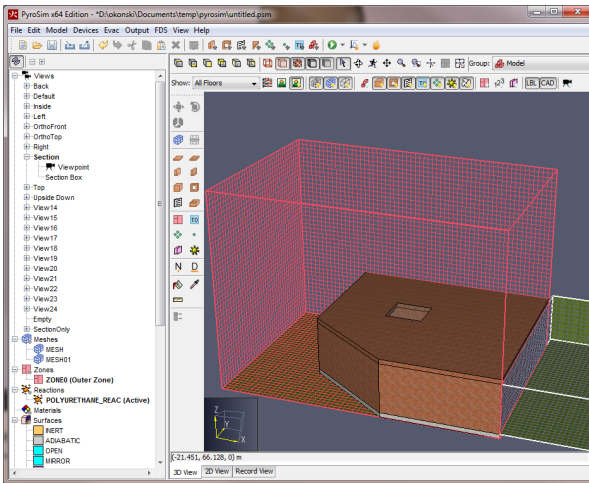 PyroSim x64 Edition - *D:\okonski\Documents\temp\pyrosim\untitled.psm
File Edit Model Devices Evac Output FDS View Help
Group: Model
Show: All Floors
LBL CAD
Views
Back
Default
Inside
Left
OrthoFront
OrthoTop
Right
Section
Viewpoint
Section Box
Top
Upside Down
View14
View15
View16
View17
View18
View19
View20
View21
View22
View23
View24
Empty
SectionOnly
Meshes
MESH
MESH01
Zones
ZONE0 (Outer Zone)
Reactions
POLYURETHANE_REAC (Active)
Materials
Surfaces
INERT
ADIABATIC
OPEN
MIRROR
N D
Z
Y
X
(-21.451, 66.128, 0) m
3D View 2D View Record View